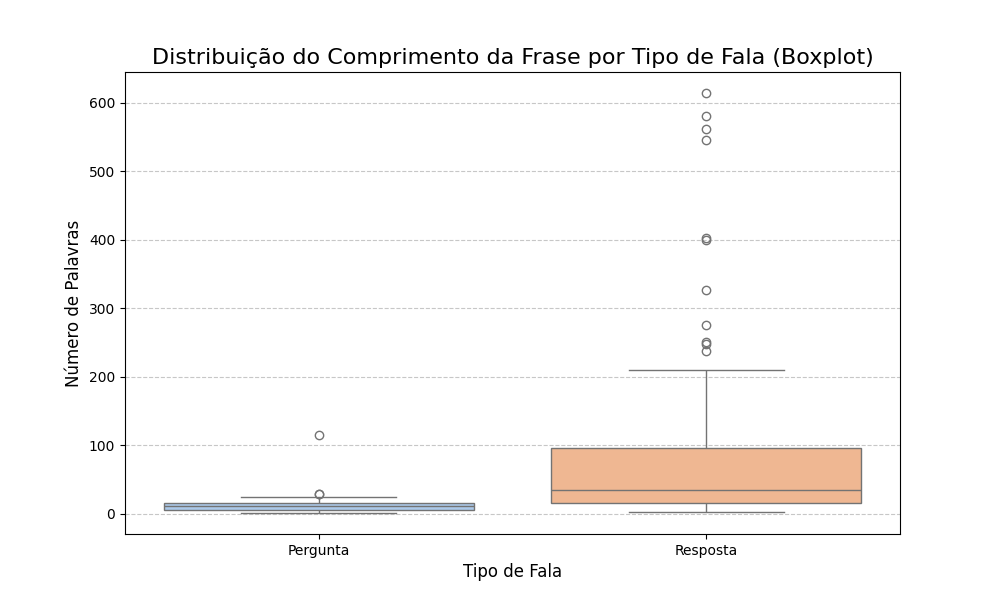 Distribuição do Comprimento da Frase por Tipo de Fala (Boxplot)
Número de Palavras
600
500
400
300
200
100
0
Pergunta
Resposta
Tipo de Fala